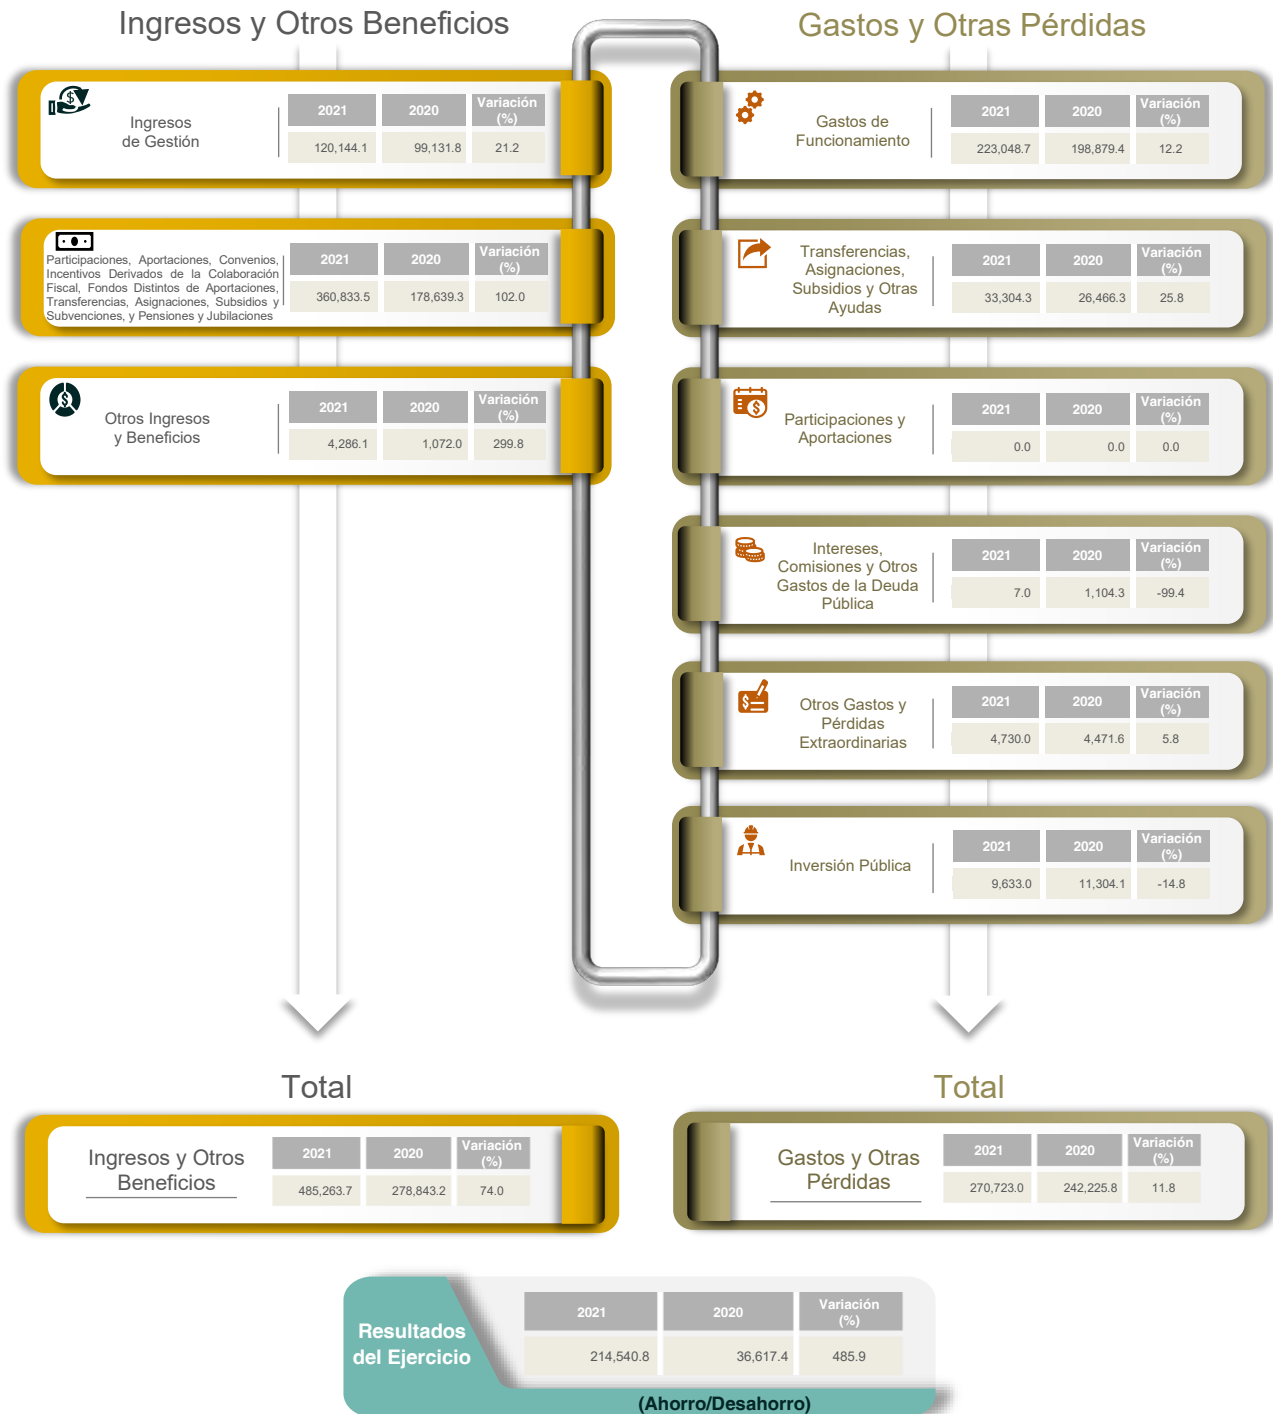 Ingresos y Otros Beneficios
Ingresos
de Gestión
2021 2020 Variación (%)
120,144.1 99,131.8 21.2
Participaciones, Aportaciones, Convenios,
Incentivos Derivados de la Colaboración
Fiscal, Fondos Distintos de Aportaciones,
Transferencias, Asignaciones, Subsidios y
Subvenciones, y Pensiones y Jubilaciones
2021 2020 Variación (%)
360,833.5 178,639.3 102.0
Otros Ingresos
y Beneficios
2021 2020 Variación (%)
4,286.1 1,072.0 299.8
Gastos y Otras Pérdidas
Gastos de
Funcionamiento
2021 2020 Variación (%)
223,048.7 198,879.4 12.2
Transferencias,
Asignaciones,
Subsidios y Otras
Ayudas
2021 2020 Variación (%)
33,304.3 26,466.3 25.8
Participaciones y
Aportaciones
2021 2020 Variación (%)
0.0 0.0 0.0
Intereses,
Comisiones y Otros
Gastos de la Deuda
Pública
2021 2020 Variación (%)
7.0 1,104.3 -99.4
Otros Gastos y
Pérdidas
Extraordinarias
2021 2020 Variación (%)
4,730.0 4,471.6 5.8
Inversión Pública
2021 2020 Variación (%)
9,633.0 11,304.1 -14.8
Total
Ingresos y Otros
Beneficios
2021 2020 Variación (%)
485,263.7 278,843.2 74.0
Total
Gastos y Otras
Pérdidas
2021 2020 Variación (%)
270,723.0 242,225.8 11.8
Resultados
del Ejercicio
2021 2020 Variación (%)
214,540.8 36,617.4 485.9
(Ahorro/Desahorro)